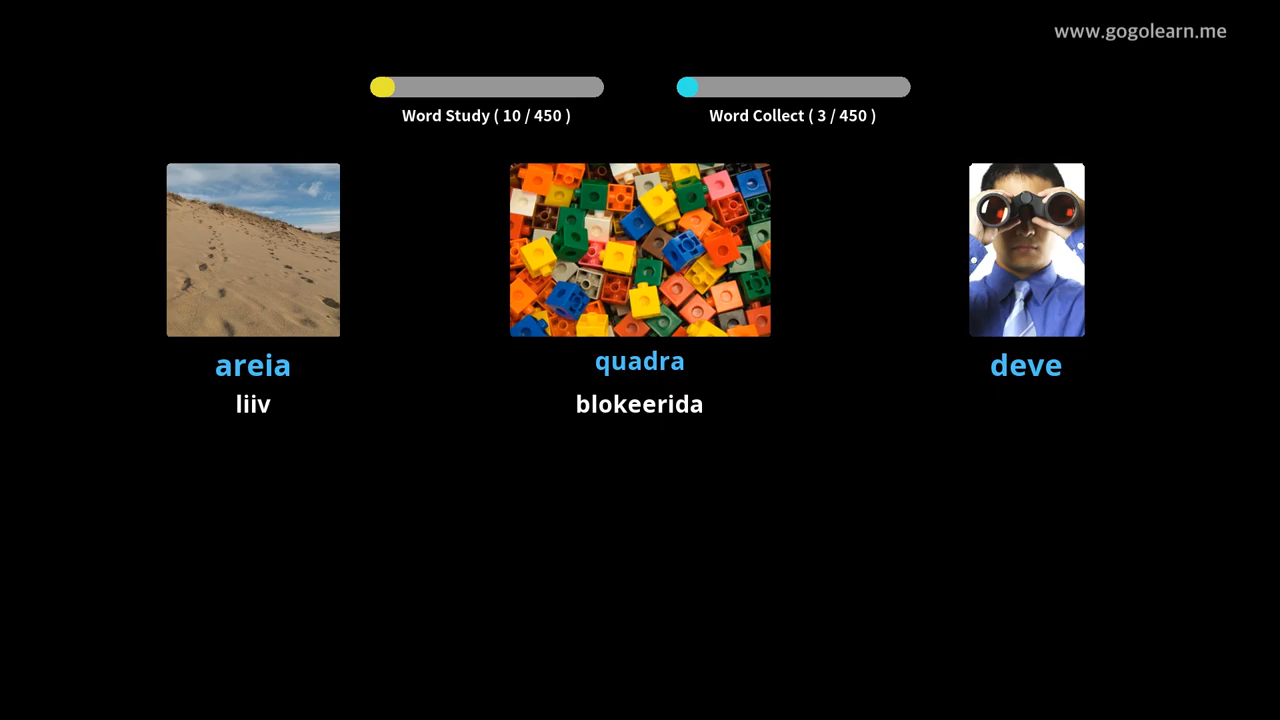 www.gogolearn.me
Word Study ( 10 / 450 )
Word Collect ( 3 / 450 )
areia
liiv
quadra
blokeerida
deve